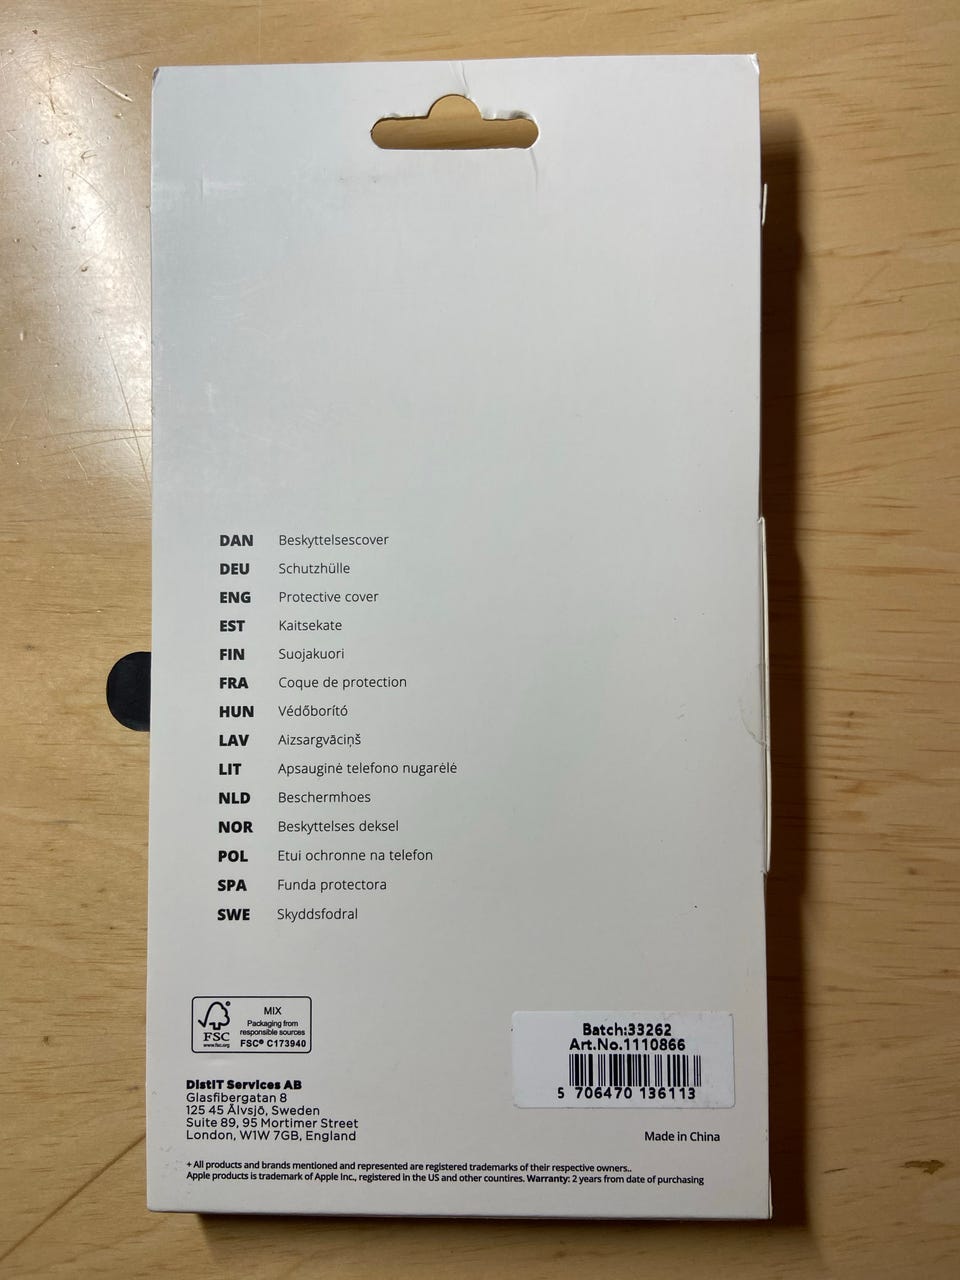 DAN Beskyttelsescover
DEU Schutzhülle
ENG Protective cover
EST Kaitsekate
FIN Suojakuori
FRA Coque de protection
HUN Védőborító
LAV Aizsargvāciņš
LIT Apsauginė telefono nugarėlė
NLD Beschermhoes
NOR Beskyttelses deksel
POL Etui ochronne na telefon
SPA Funda protectora
SWE Skyddsfodral
FSC
www.fsc.org
MIX
Packaging from
responsible sources
FSC® C173940
DistIT Services AB
Glasfibergatan 8
125 45 Älvsjö, Sweden
Suite 89, 95 Mortimer Street
London, W1W 7GB, England
Batch:33262
Art.No.1110866
5 706470 136113
Made in China
+ All products and brands mentioned and represented are registered trademarks of their respective owners..
Apple products is trademark of Apple Inc., registered in the US and other countires. Warranty: 2 years from date of purchasing